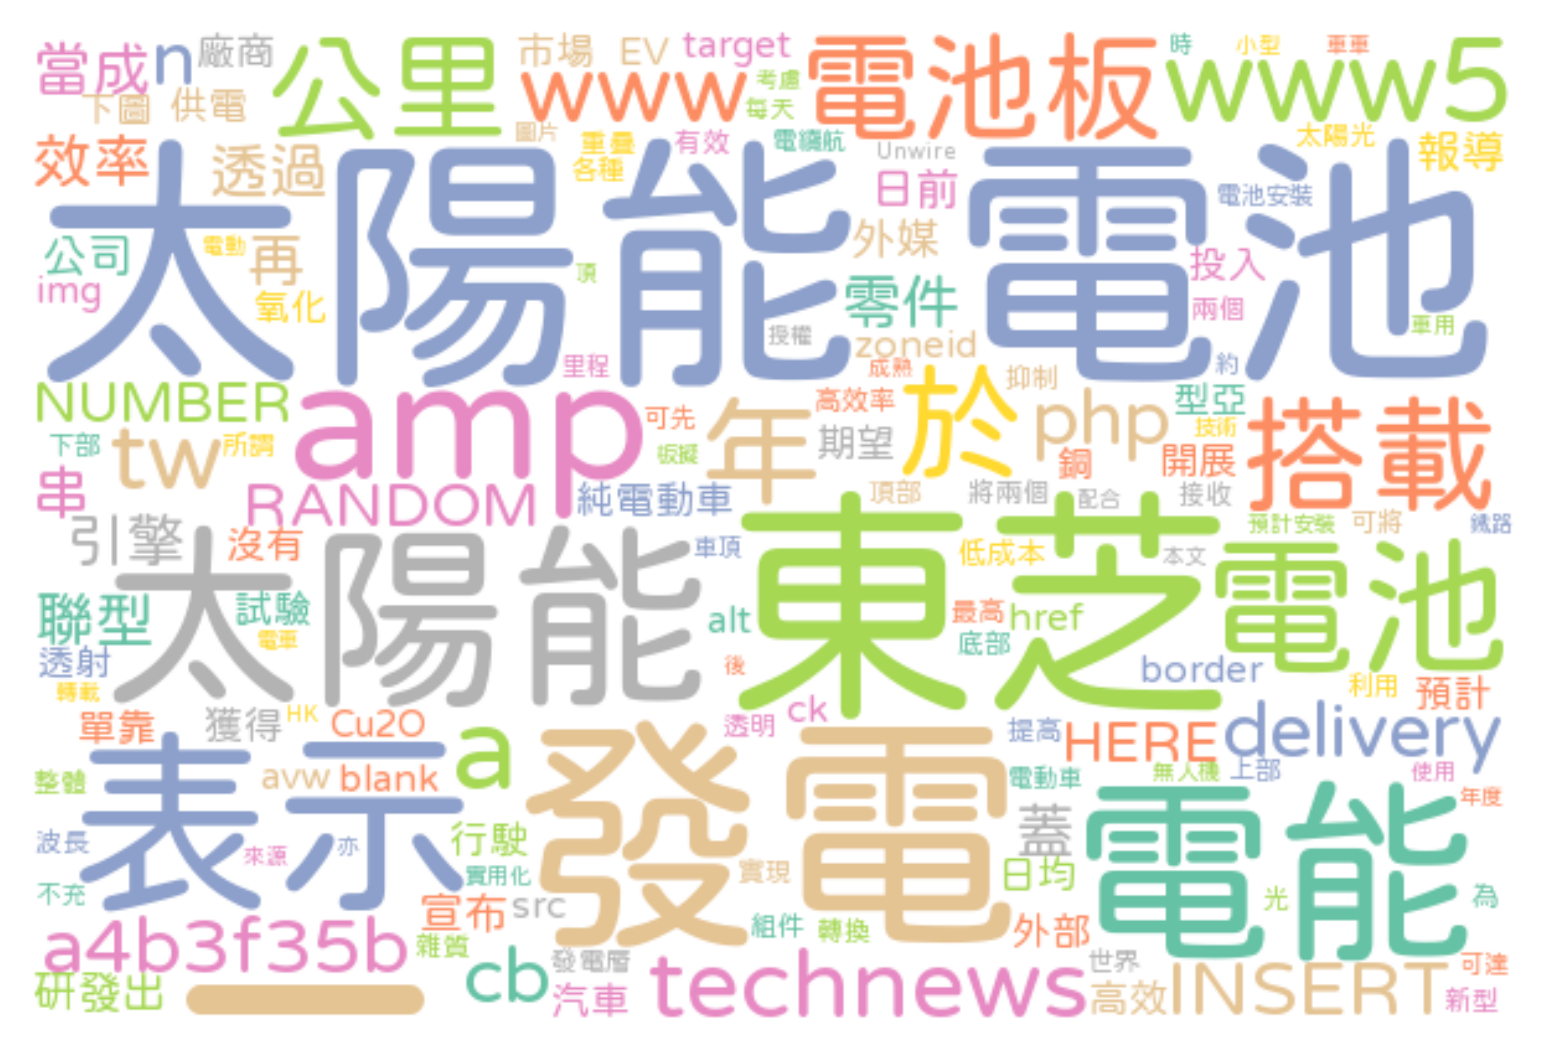 當成 n 廠商 公里 市場 EV target 電池板 時 小型 www5
下圖 供電 www 考慮 每天 重車
效率 透過 圖片 重疊 有效 電續航 Unwire 太陽光 報導
各種 日前 電池安裝
太陽能 電池
公司 電動 再 頂 外媒 投入
img 氧化 零件 兩個 車用
授權 zoneid
里程 成熟 約
NUMBER amp 可先 年 高效率 於 抑制 php 型亞 搭載
下部 tw 所謂 板擬 期望 技術
串 RANDOM 純電動車 頂部 將兩個 銅 配合 開展 接收
引擎 沒有 車頂 低成本 本文 預計安裝 可將 鐵路
太陽能 東芝 電池
聯型 試驗 alt 最高 href
透射 電車 後 底部 border 利用 預計
轉載
單靠 獲得 HK Cu2O a 透明 ck 提高 HERE delivery
整體 avw blank 電動車 無人機 上部 使用
表示 發電 電能 年度
波長 來源 亦 行駛 蓋
不充 實用化 實現 日均 光 為
a4b3f35b 宣布 src 雜質 組件 轉換 外部
研發出 一 cb 發電層 technews 世界 INSERT 可達
汽車 高效 新型